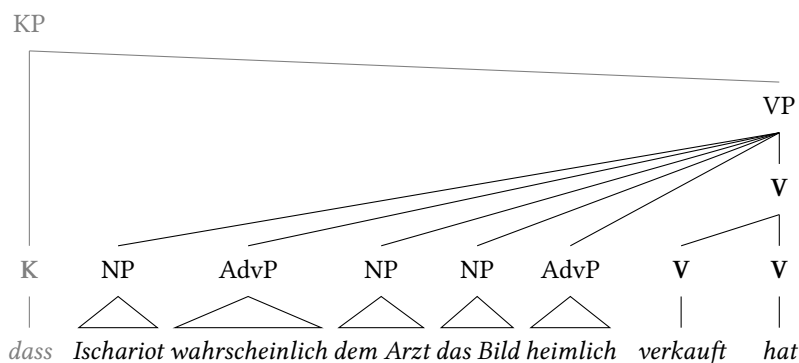 KP
VP
V
K NP AdvP NP NP AdvP V V
dass Ischariot wahrscheinlich dem Arzt das Bild heimlich verkauft hat